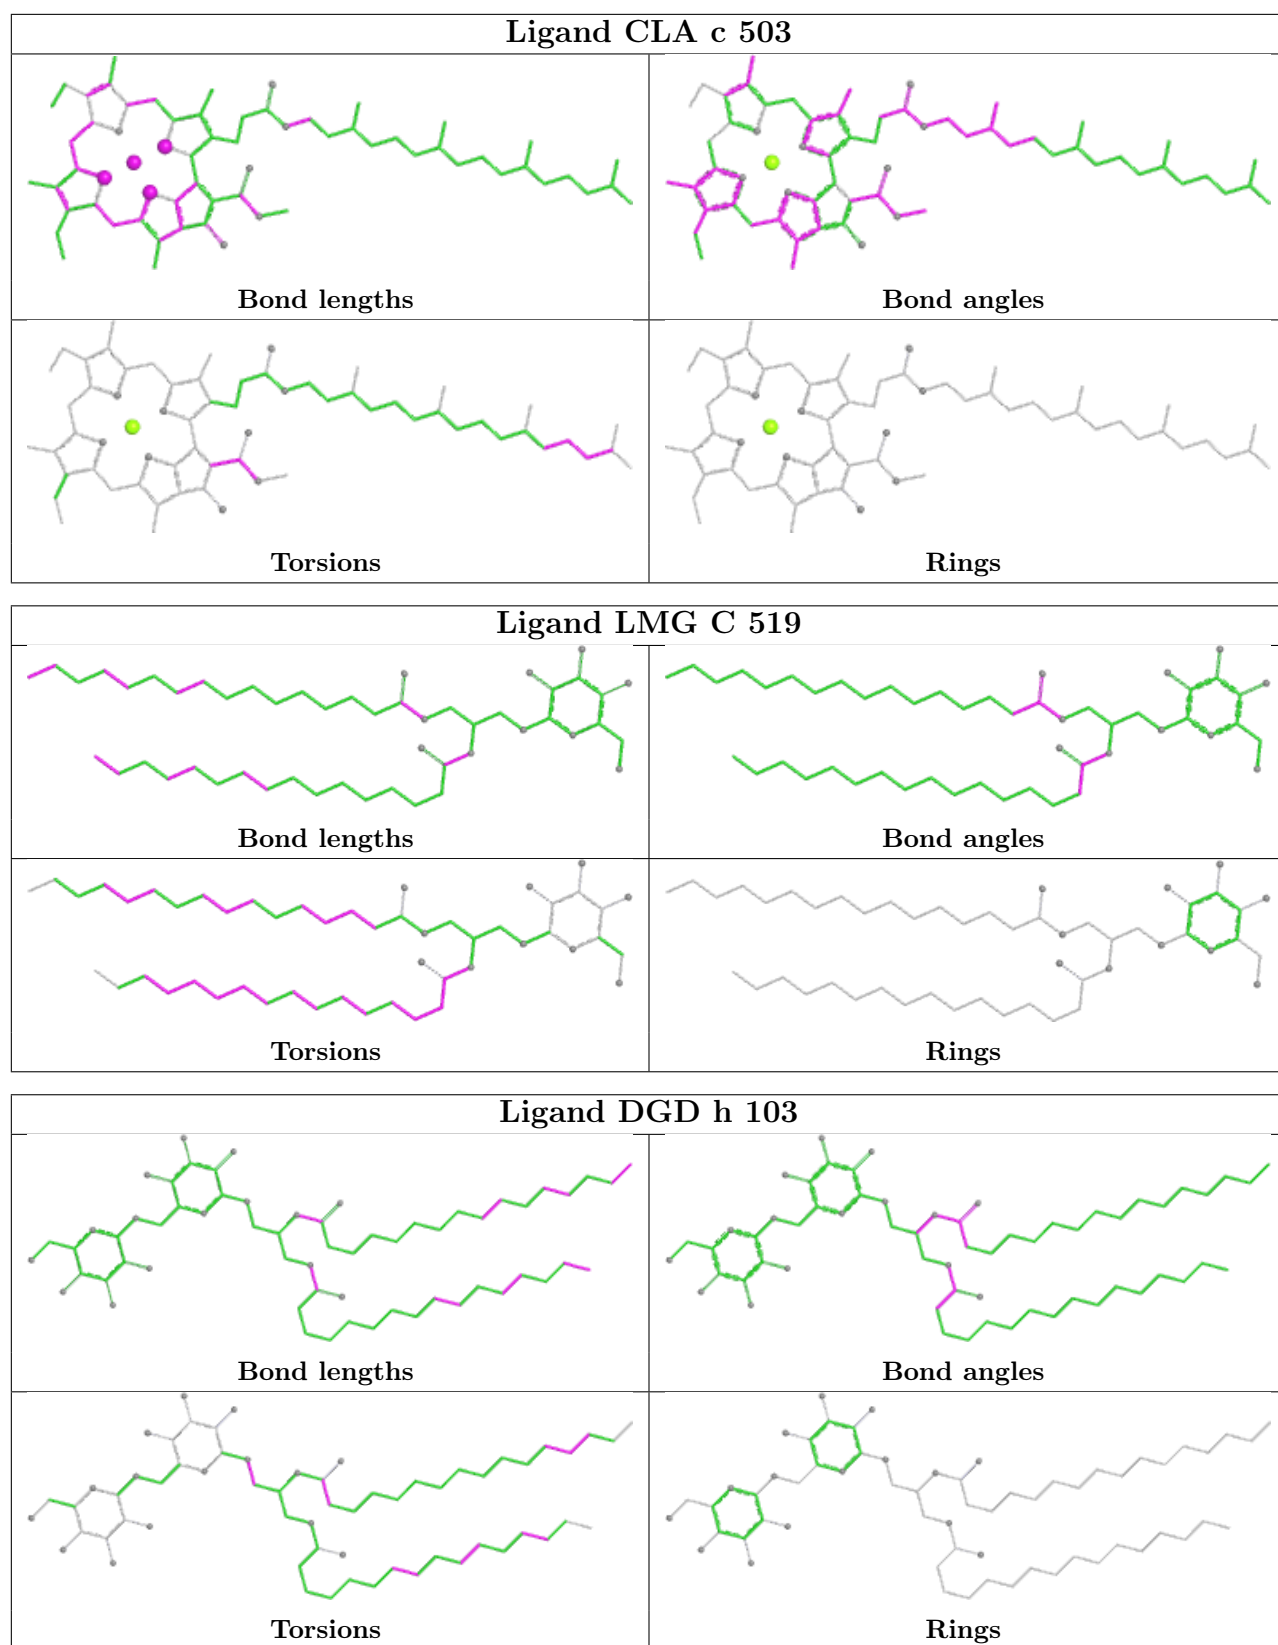 Ligand CLA c 503
Bond lengths
Bond angles
Torsions
Rings
Ligand LMG C 519
Bond lengths
Bond angles
Torsions
Rings
Ligand DGD h 103
Bond lengths
Bond angles
Torsions
Rings